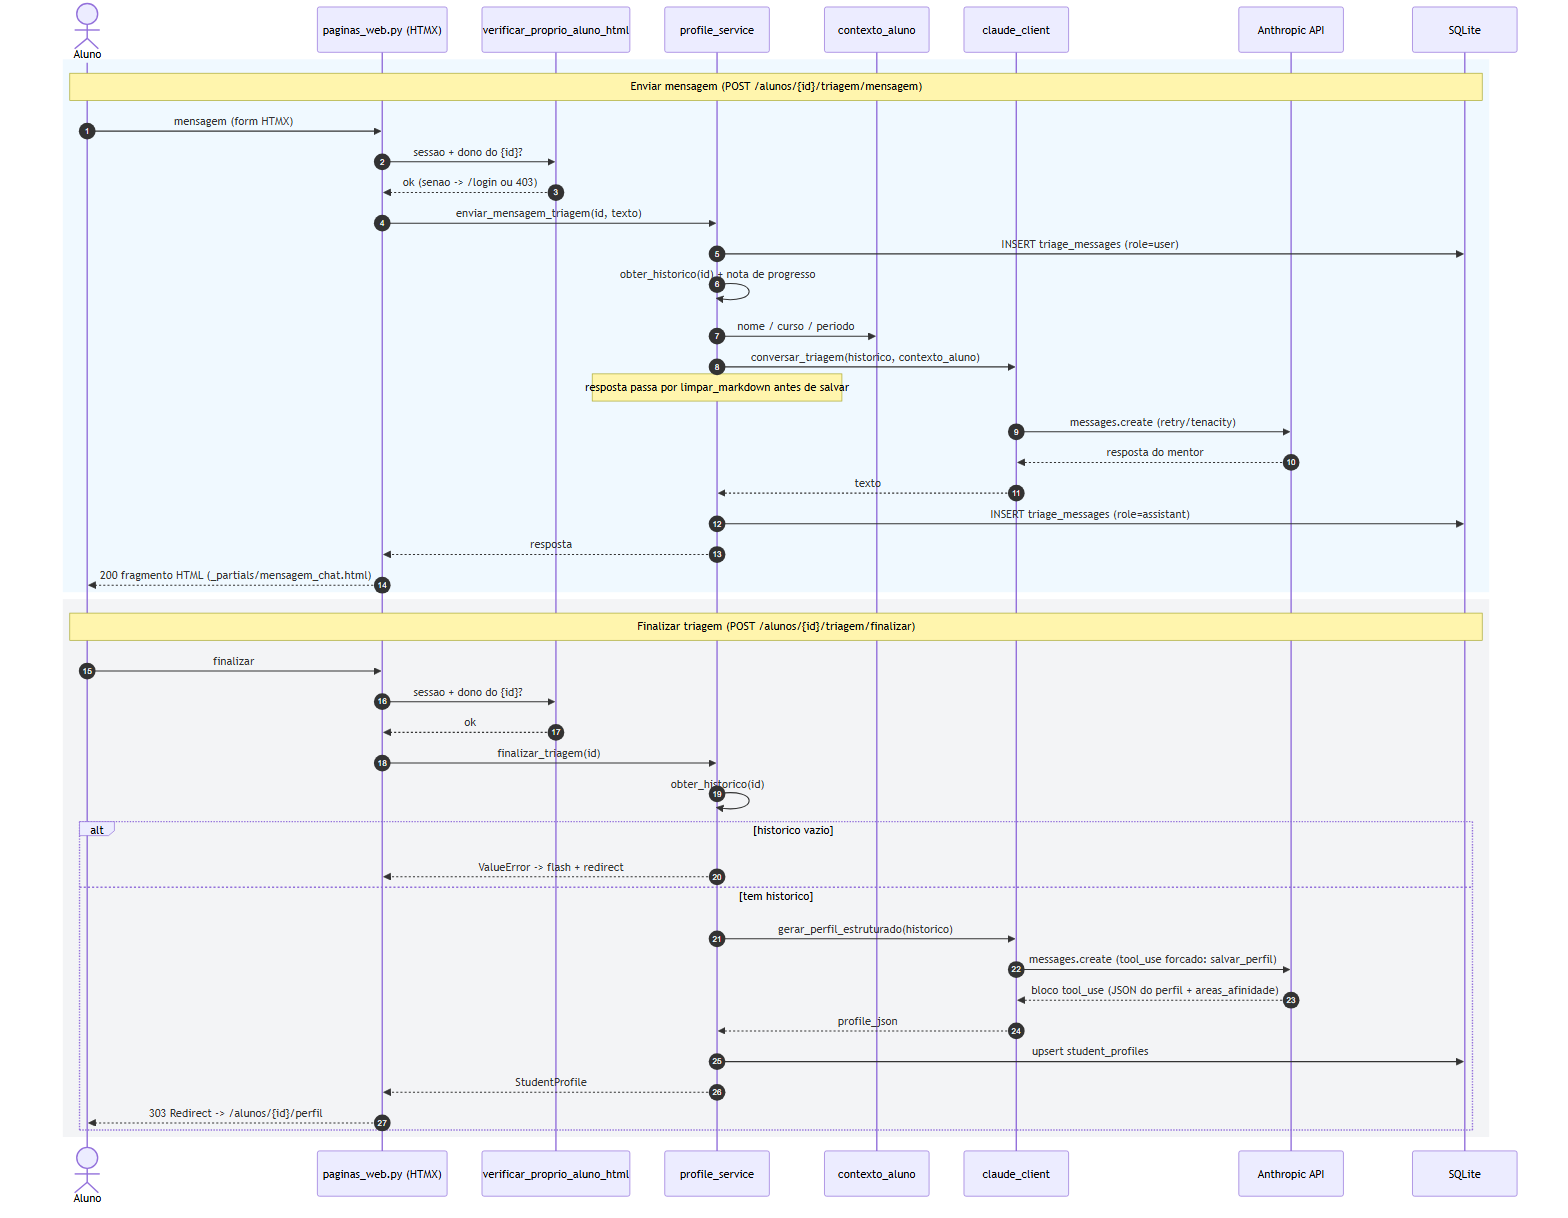 Aluno
paginas_web.py (HTMX)
verificar_proprio_aluno_html
profile_service
contexto_aluno
claude_client
Anthropic API
SQLite
Enviar mensagem (POST /alunos/{id}/triagem/mensagem)
1
mensagem (form HTMX)
2
sessao + dono do {id}?
ok (senao -> /login ou 403)
3
4
enviar_mensagem_triagem(id, texto)
5
INSERT triage_messages (role=user)
obter_historico(id) + nota de progresso
6
7
nome / curso / periodo
8
conversar_triagem(historico, contexto_aluno)
resposta passa por limpar_markdown antes de salvar
9
messages.create (retry/tenacity)
resposta do mentor
10
texto
11
12
INSERT triage_messages (role=assistant)
resposta
13
200 fragmento HTML (_partials/mensagem_chat.html)
14
Finalizar triagem (POST /alunos/{id}/triagem/finalizar)
15
finalizar
16
sessao + dono do {id}?
ok
17
18
finalizar_triagem(id)
obter_historico(id)
19
alt
[historico vazio]
ValueError -> flash + redirect
20
[tem historico]
21
gerar_perfil_estruturado(historico)
22
messages.create (tool_use forcado: salvar_perfil)
bloco tool_use (JSON do perfil + areas_afinidade)
23
profile_json
24
25
upsert student_profiles
StudentProfile
26
303 Redirect -> /alunos/{id}/perfil
27
Aluno
paginas_web.py (HTMX)
verificar_proprio_aluno_html
profile_service
contexto_aluno
claude_client
Anthropic API
SQLite